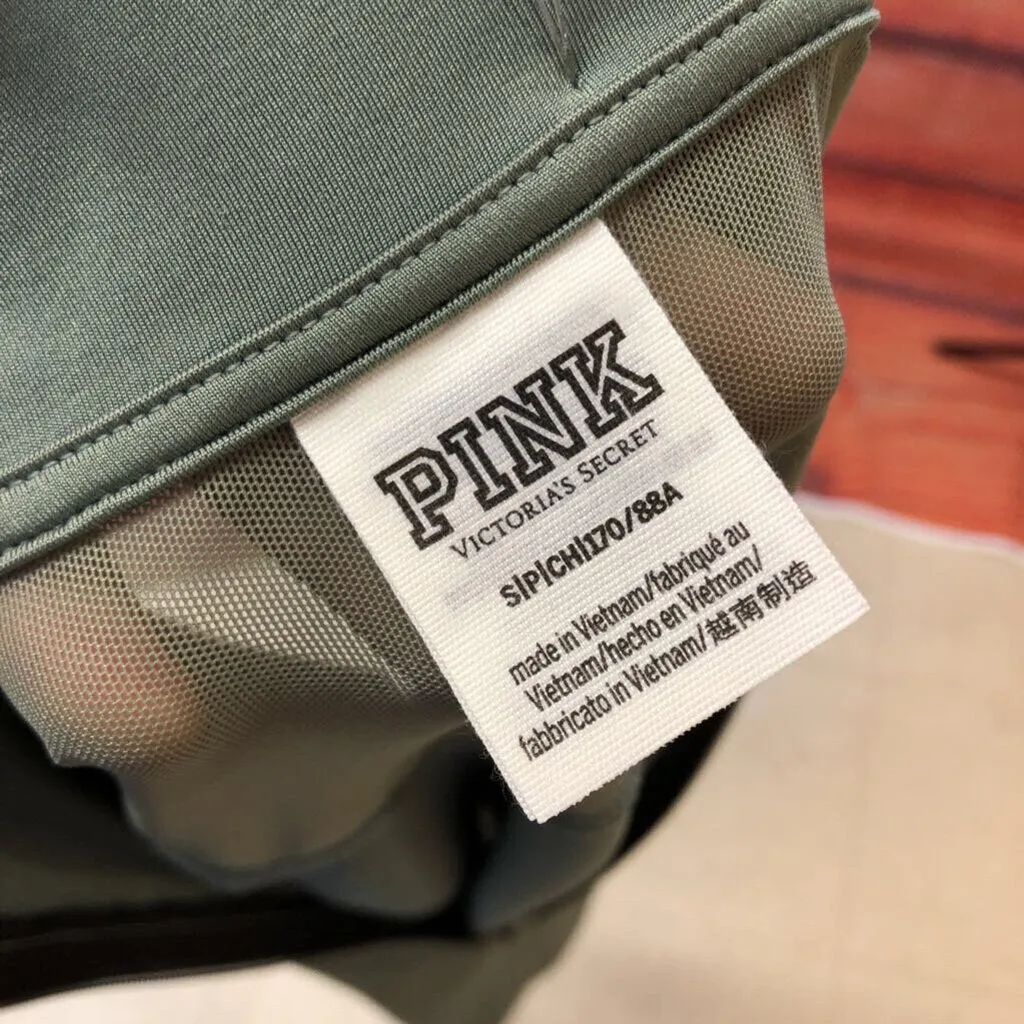 PINK
VICTORIA'S SECRET
S|P|CH|170/88A
made in Vietnam/fabriqué au
Vietnam/hecho en Vietnam/
fabbricato in Vietnam/越南制造